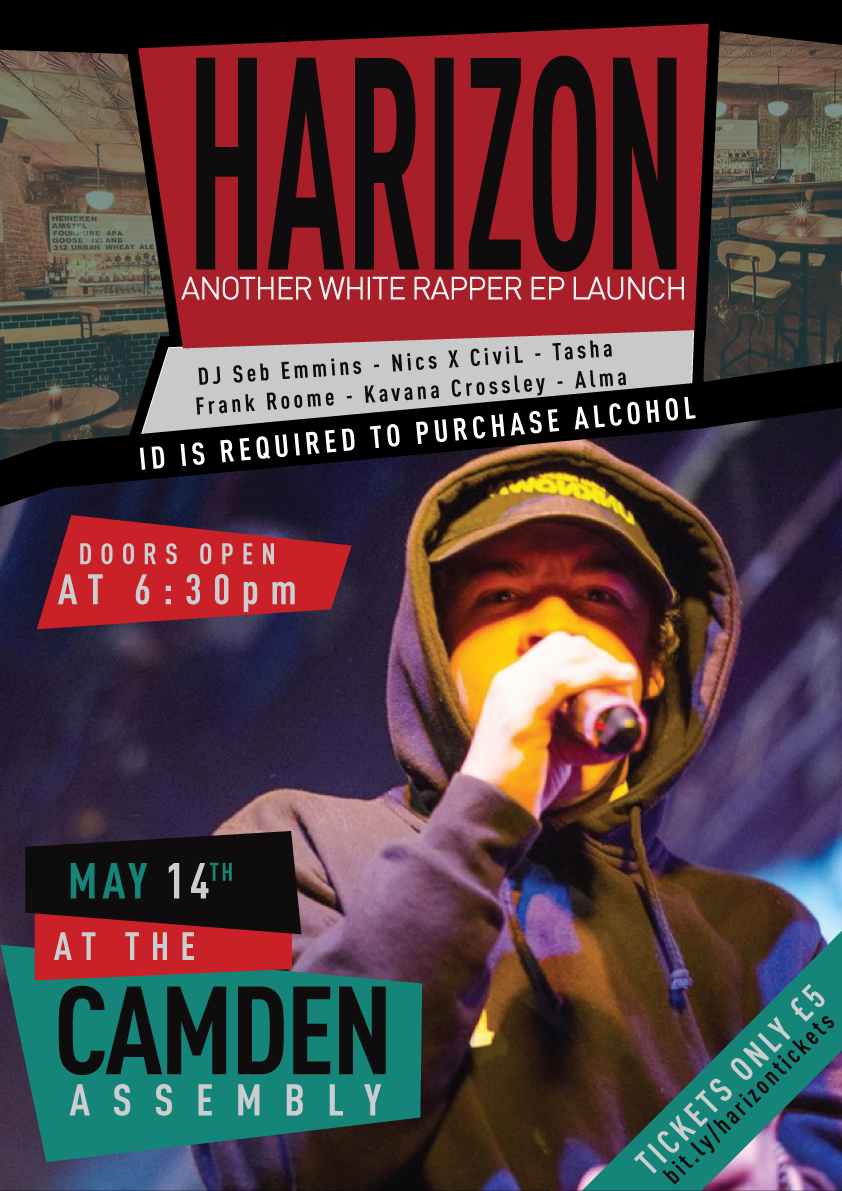 HARIZON
ANOTHER WHITE RAPPER EP LAUNCH
HEINEKEN
AMSTEL
FOURPURE APA
GOOSE ISLAND
312 URBAN WHEAT ALE
DJ Seb Emmins - Nics X CiviL - Tasha
Frank Roome - Kavana Crossley - Alma
ID IS REQUIRED TO PURCHASE ALCOHOL
DOORS OPEN
AT 6:30pm
MAY 14TH
AT THE
CAMDEN
ASSEMBLY
TICKETS ONLY £5
bit.ly/harizontickets